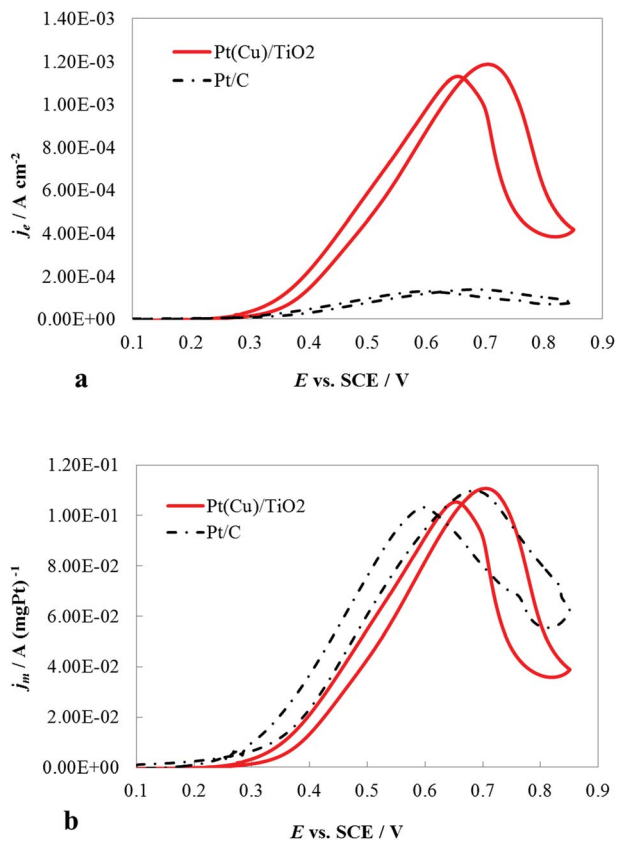 1.40E-03
1.20E-03
1.00E-03
8.00E-04
6.00E-04
4.00E-04
2.00E-04
0.00E+00
j_e / A cm⁻²
Pt(Cu)/TiO2
Pt/C
0.1 0.2 0.3 0.4 0.5 0.6 0.7 0.8 0.9
a
E vs. SCE / V
1.20E-01
1.00E-01
8.00E-02
6.00E-02
4.00E-02
2.00E-02
0.00E+00
j_m / A (mgPt)⁻¹
Pt(Cu)/TiO2
Pt/C
0.1 0.2 0.3 0.4 0.5 0.6 0.7 0.8 0.9
b
E vs. SCE / V